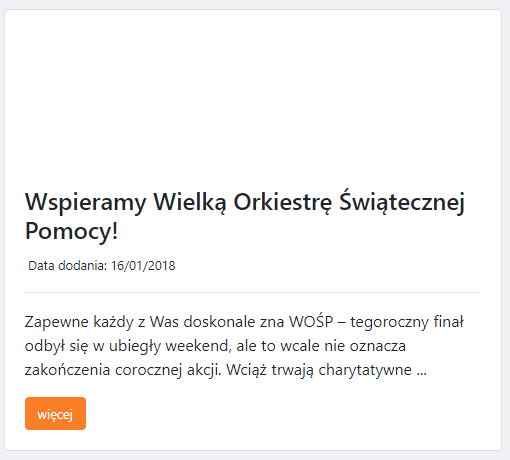 Wspieramy Wielką Orkiestrę Świątecznej
Pomocy!
Data dodania: 16/01/2018
Zapewne każdy z Was doskonale zna WOŚP – tegoroczny finał
odbył się w ubiegły weekend, ale to wcale nie oznacza
zakończenia corocznej akcji. Wciąż trwają charytatywne ...
więcej